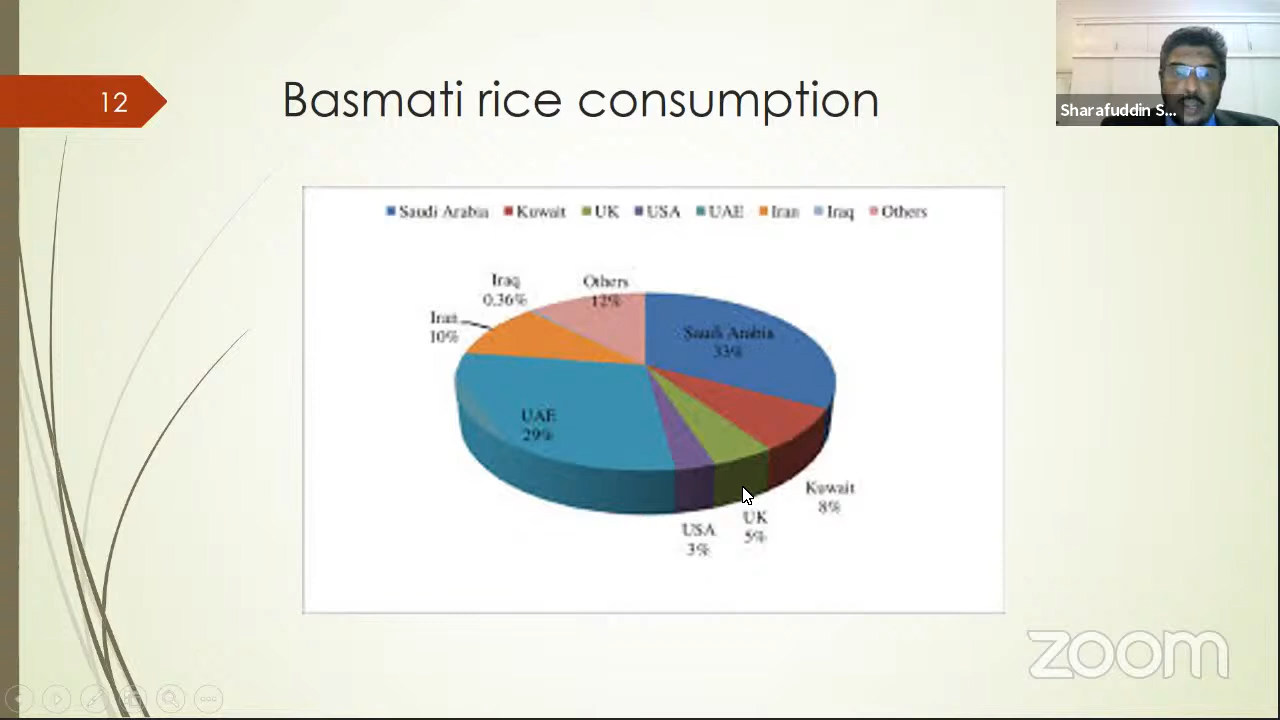 12
Basmati rice consumption
Sharafuddin S...
Saudi Arabia Kuwait UK USA UAE Iran Iraq Others
Iraq
0.36%
Others
12%
Iran
10%
Saudi Arabia
33%
UAE
29%
Kuwait
8%
UK
5%
USA
3%
zoom